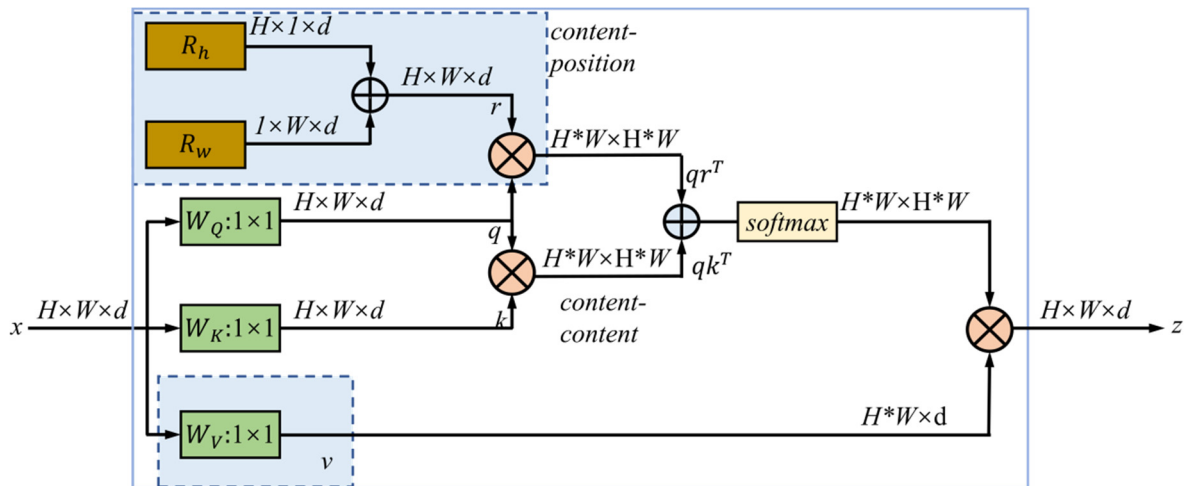 R_h
H×1×d
content-
position
H×W×d
r
R_w
1×W×d
H*W×H*W
qr^T
W_Q:1×1
H×W×d
q
softmax
H*W×H*W
H*W×H*W
qk^T
content-
content
x
H×W×d
W_K:1×1
H×W×d
k
H×W×d
z
W_V:1×1
v
H*W×d